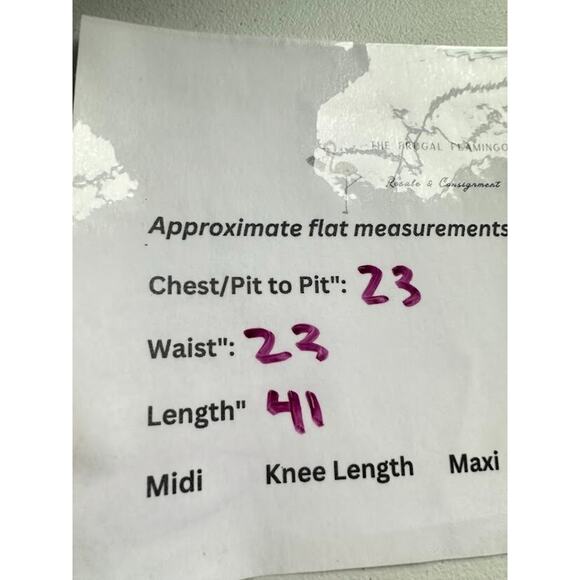 THE FRUGAL FLAMINGO
Resale & Consignment
Approximate flat measurements
Chest/Pit to Pit": 23
Waist": 23
Length" 41
Midi Knee Length Maxi